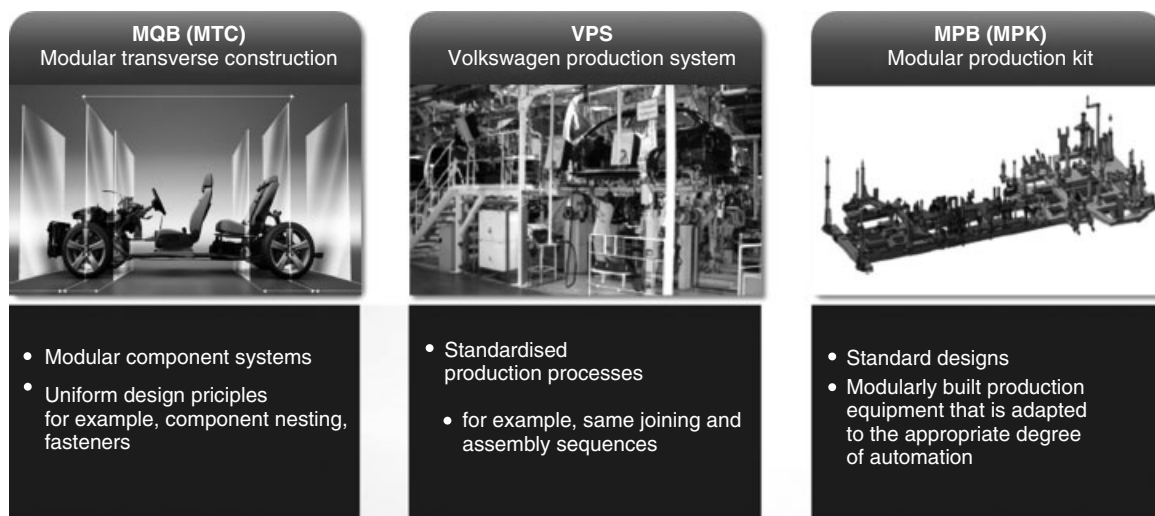 MQB (MTC)
Modular transverse construction
• Modular component systems
• Uniform design priciples
for example, component nesting,
fasteners
VPS
Volkswagen production system
• Standardised
production processes
• for example, same joining and
assembly sequences
MPB (MPK)
Modular production kit
• Standard designs
• Modularly built production
equipment that is adapted
to the appropriate degree
of automation